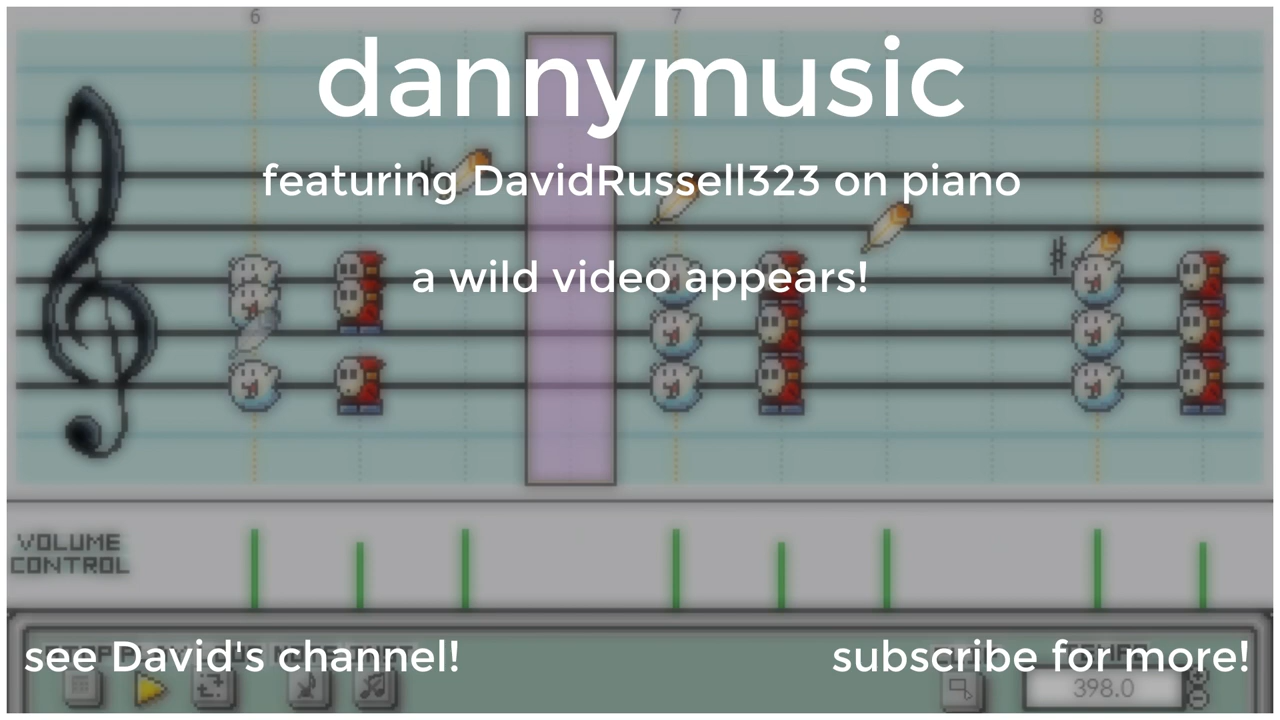 6 7 8
dannymusic
featuring DavidRussell323 on piano
a wild video appears!
VOLUME
CONTROL
see David's channel!
subscribe for more!
398.0